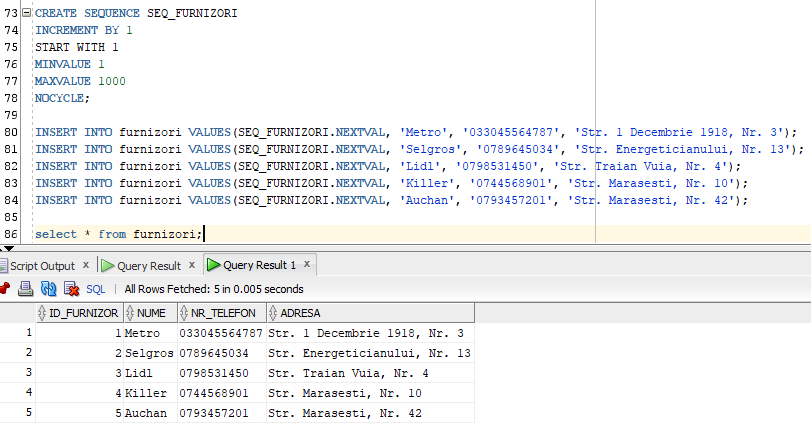 73 CREATE SEQUENCE SEQ_FURNIZORI
74 INCREMENT BY 1
75 START WITH 1
76 MINVALUE 1
77 MAXVALUE 1000
78 NOCYCLE;
79
80 INSERT INTO furnizori VALUES(SEQ_FURNIZORI.NEXTVAL, 'Metro', '033045564787', 'Str. 1 Decembrie 1918, Nr. 3');
81 INSERT INTO furnizori VALUES(SEQ_FURNIZORI.NEXTVAL, 'Selgros', '0789645034', 'Str. Energeticianului, Nr. 13');
82 INSERT INTO furnizori VALUES(SEQ_FURNIZORI.NEXTVAL, 'Lidl', '0798531450', 'Str. Traian Vuia, Nr. 4');
83 INSERT INTO furnizori VALUES(SEQ_FURNIZORI.NEXTVAL, 'Killer', '0744568901', 'Str. Marasesti, Nr. 10');
84 INSERT INTO furnizori VALUES(SEQ_FURNIZORI.NEXTVAL, 'Auchan', '0793457201', 'Str. Marasesti, Nr. 42');
85
86 select * from furnizori;
Script Output x Query Result x Query Result 1 x
SQL | All Rows Fetched: 5 in 0.005 seconds
ID_FURNIZOR NUME NR_TELEFON ADRESA
1 1 Metro 033045564787 Str. 1 Decembrie 1918, Nr. 3
2 2 Selgros 0789645034 Str. Energeticianului, Nr. 13
3 3 Lidl 0798531450 Str. Traian Vuia, Nr. 4
4 4 Killer 0744568901 Str. Marasesti, Nr. 10
5 5 Auchan 0793457201 Str. Marasesti, Nr. 42